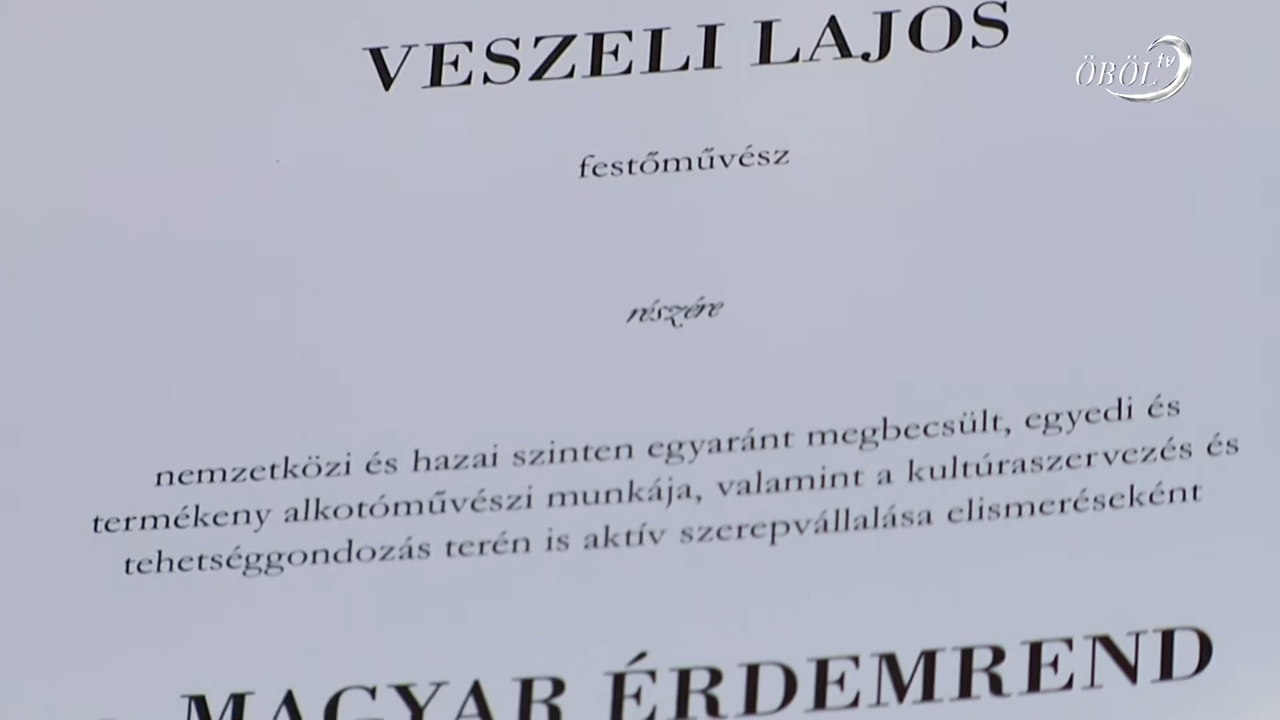 VESZELI LAJOS
ÖBÖL tv
festőművész
részére
nemzetközi és hazai szinten egyaránt megbecsült, egyedi és
termékeny alkotóművészi munkája, valamint a kultúraszervezés és
tehetséggondozás terén is aktív szerepvállalása elismeréseként
MAGYAR ÉRDEMREND